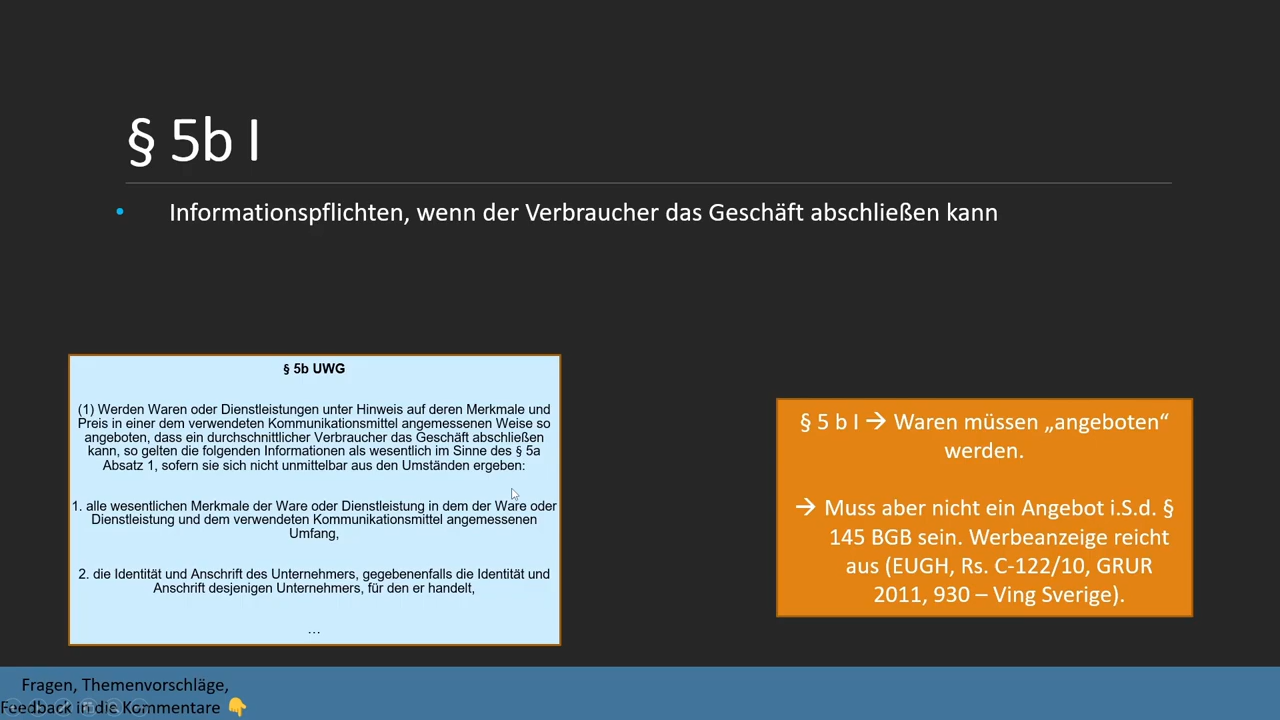 § 5b I
• Informationspflichten, wenn der Verbraucher das Geschäft abschließen kann
§ 5b UWG
(1) Werden Waren oder Dienstleistungen unter Hinweis auf deren Merkmale und
Preis in einer dem verwendeten Kommunikationsmittel angemessenen Weise so
angeboten, dass ein durchschnittlicher Verbraucher das Geschäft abschließen
kann, so gelten die folgenden Informationen als wesentlich im Sinne des § 5a
Absatz 1, sofern sie sich nicht unmittelbar aus den Umständen ergeben:
1. alle wesentlichen Merkmale der Ware oder Dienstleistung in dem der Ware oder
Dienstleistung und dem verwendeten Kommunikationsmittel angemessenen
Umfang,
2. die Identität und Anschrift des Unternehmers, gegebenenfalls die Identität und
Anschrift desjenigen Unternehmers, für den er handelt,
…
§ 5 b I → Waren müssen „angeboten“
werden.
→ Muss aber nicht ein Angebot i.S.d. §
145 BGB sein. Werbeanzeige reicht
aus (EUGH, Rs. C-122/10, GRUR
2011, 930 – Ving Sverige).
Fragen, Themenvorschläge,
Feedback in die Kommentare 👇